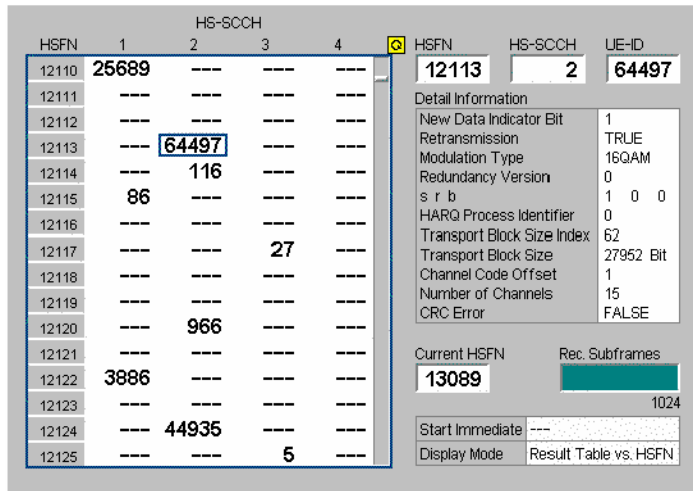 HS-SCCH
HSFN 1 2 3 4 Q
12110 25689 --- --- ---
12111 --- --- --- ---
12112 --- --- --- ---
12113 --- 64497 --- ---
12114 --- 116 --- ---
12115 86 --- --- ---
12116 --- --- --- ---
12117 --- --- 27 ---
12118 --- --- --- ---
12119 --- --- --- ---
12120 --- 966 --- ---
12121 --- --- --- ---
12122 3886 --- --- ---
12123 --- --- --- ---
12124 --- 44935 --- ---
12125 --- --- 5 ---
HSFN HS-SCCH UE-ID
12113 2 64497
Detail Information
New Data Indicator Bit 1
Retransmission TRUE
Modulation Type 16QAM
Redundancy Version 0
s r b 1 0 0
HARQ Process Identifier 0
Transport Block Size Index 62
Transport Block Size 27952 Bit
Channel Code Offset 1
Number of Channels 15
CRC Error FALSE
Current HSFN Rec. Subframes
13089
1024
Start Immediate ---
Display Mode Result Table vs. HSFN